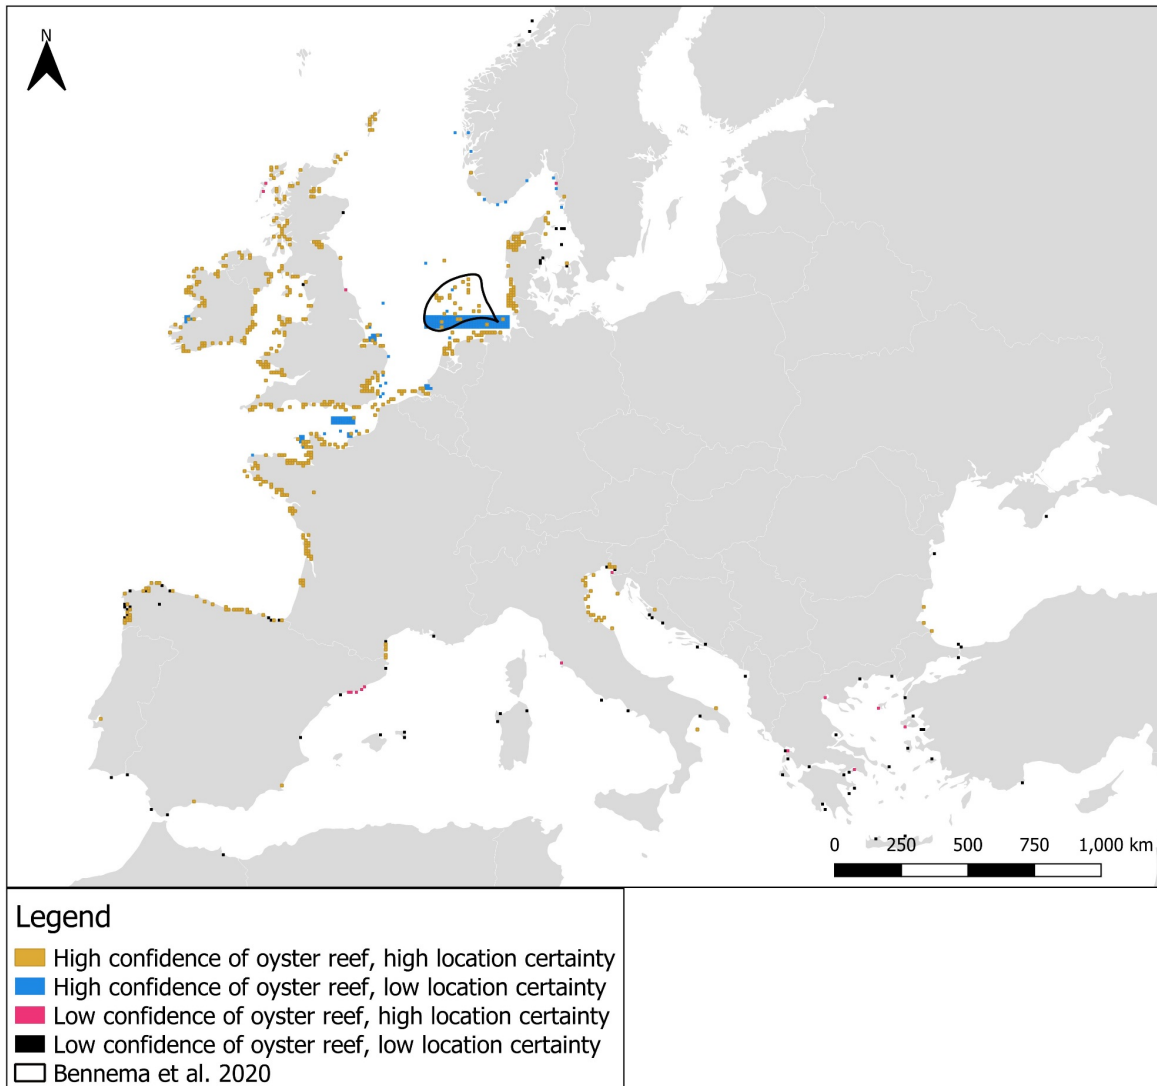 N
0 250 500 750 1,000 km
Legend
High confidence of oyster reef, high location certainty
High confidence of oyster reef, low location certainty
Low confidence of oyster reef, high location certainty
Low confidence of oyster reef, low location certainty
Bennema et al. 2020